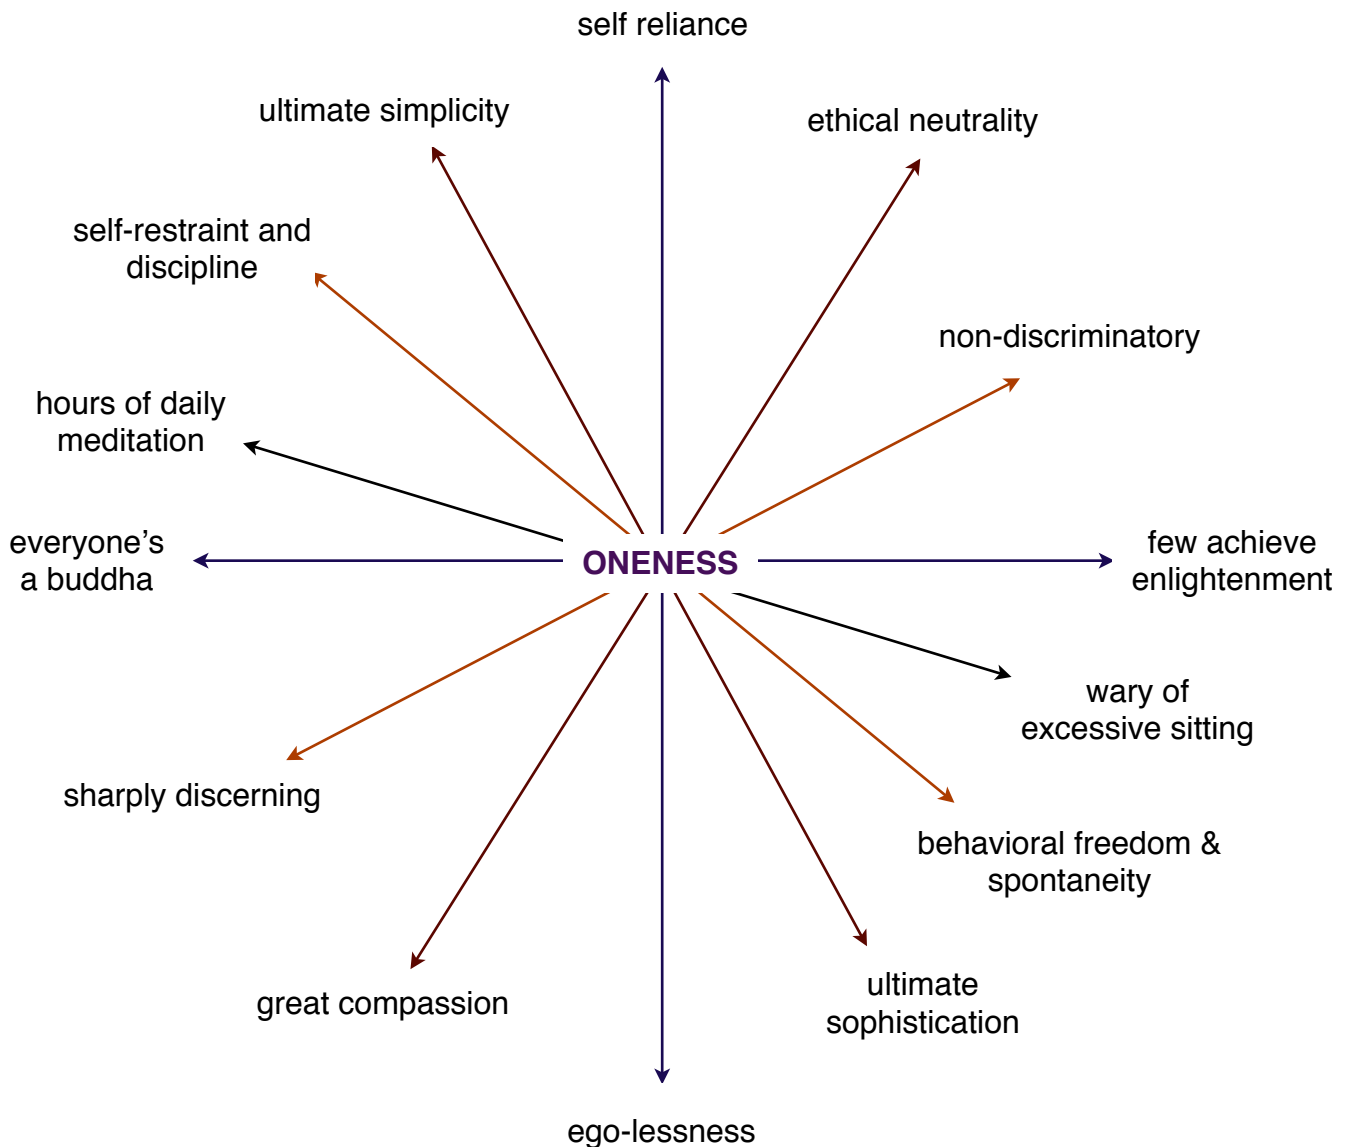 self reliance
ultimate simplicity
ethical neutrality
self-restraint and
discipline
non-discriminatory
hours of daily
meditation
everyone’s
a buddha
ONENESS
few achieve
enlightenment
wary of
excessive sitting
sharply discerning
behavioral freedom &
spontaneity
great compassion
ultimate
sophistication
ego-lessness